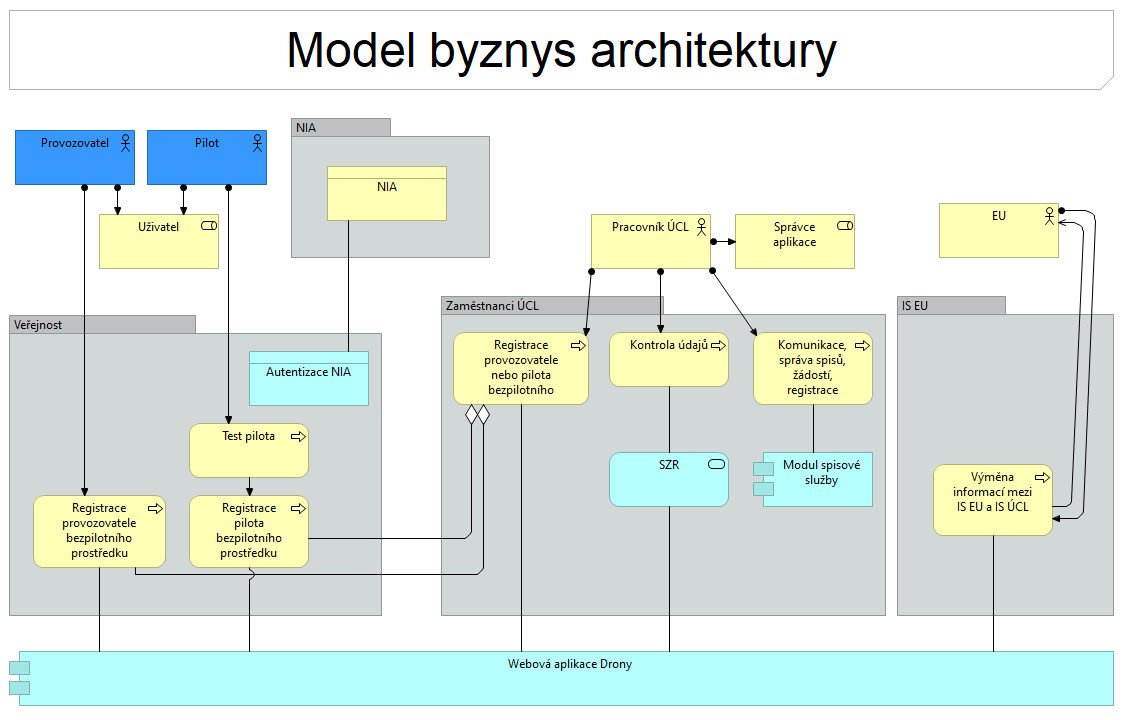 Model byznys architektury
Provozovatel
Pilot
NIA
NIA
Uživatel
Pracovník ÚCL
Správce
aplikace
EU
Veřejnost
Zaměstnanci ÚCL
IS EU
Autentizace NIA
Registrace
provozovatele
nebo pilota
bezpilotního
Kontrola údajů
Komunikace,
správa spisů,
žádostí,
registrace
Test pilota
SZR
Modul spisové
služby
Výměna
informací mezi
IS EU a IS ÚCL
Registrace
provozovatele
bezpilotního
prostředku
Registrace
pilota
bezpilotního
prostředku
Webová aplikace Drony